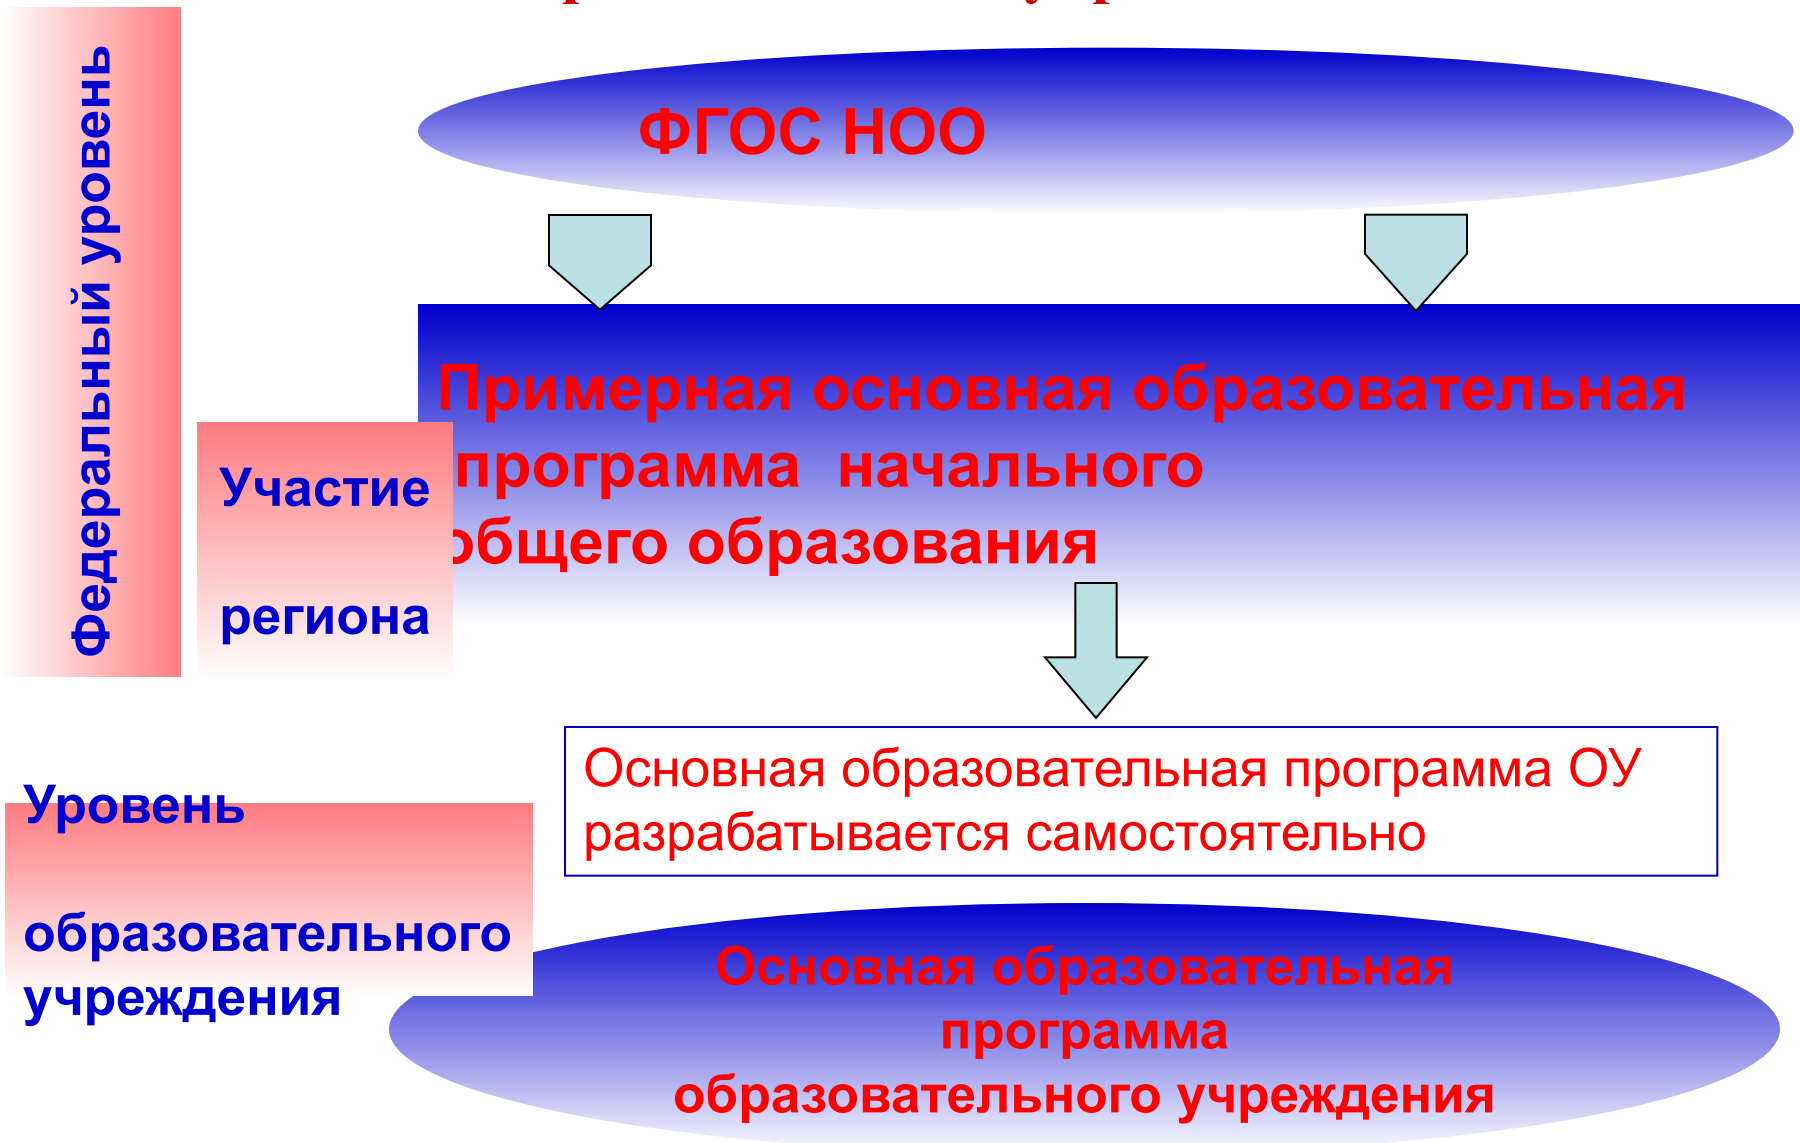 Федеральный уровень
ФГОС НОО
Примерная основная образовательная
программа начального
общего образования
Участие
региона
Основная образовательная программа ОУ
разрабатывается самостоятельно
Уровень
образовательного
учреждения
Основная образовательная
программа
образовательного учреждения